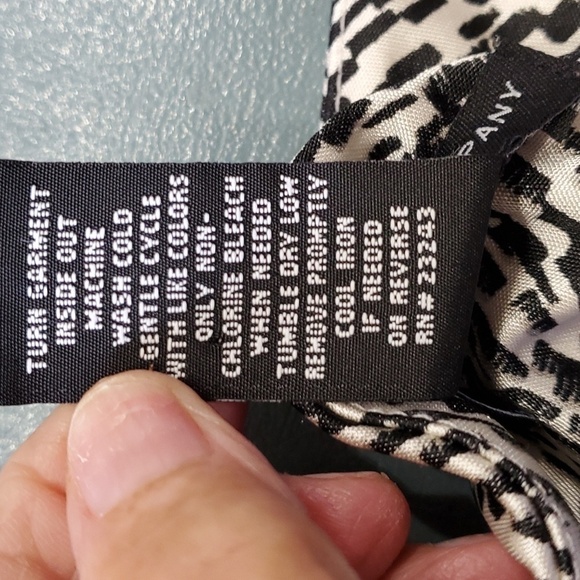 TURN GARMENT
INSIDE OUT
MACHINE
WASH COLD
GENTLE CYCLE
WITH LIKE COLORS
ONLY NON-
CHLORINE BLEACH
WHEN NEEDED
TUMBLE DRY LOW
REMOVE PROMPTLY
COOL IRON
IF NEEDED
ON REVERSE
RN# 23243